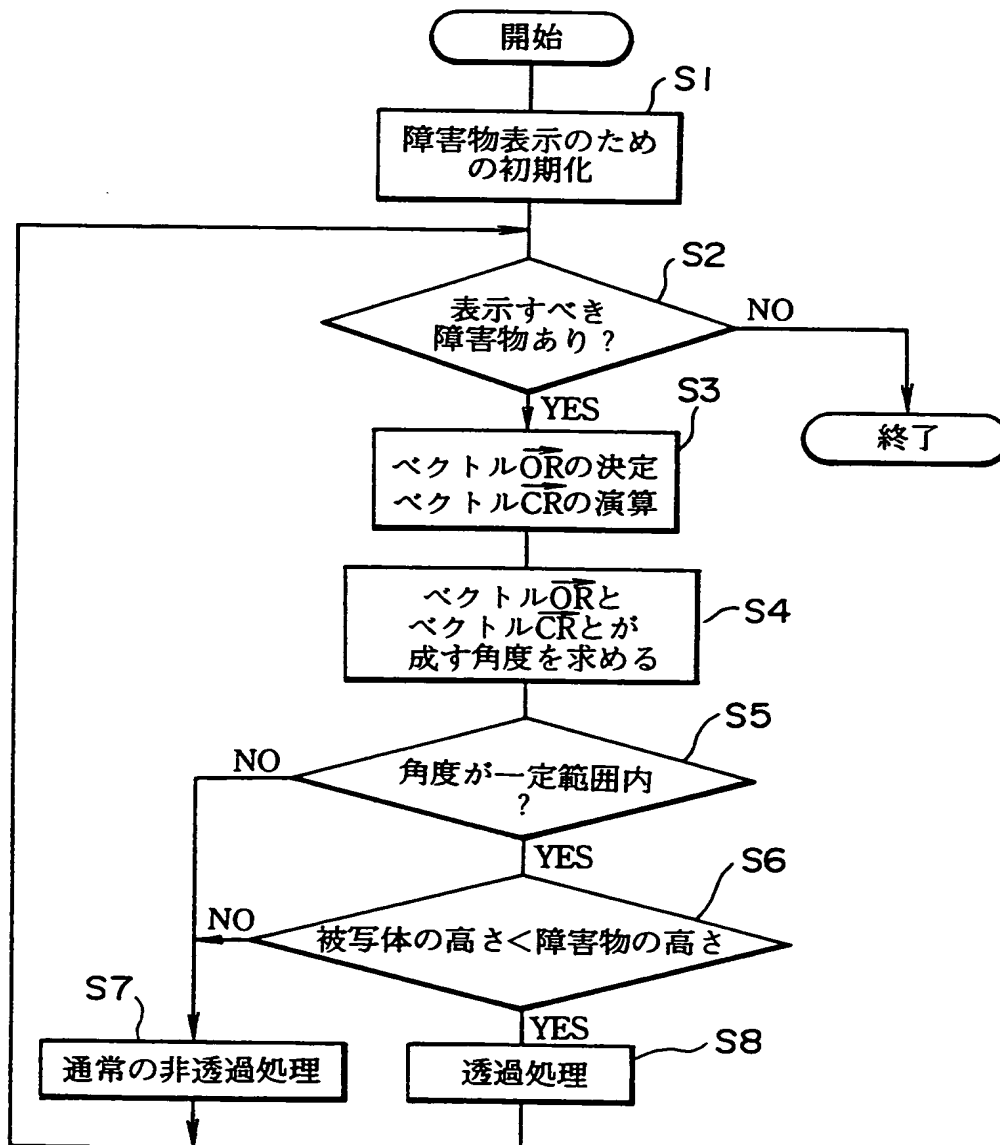 開始
S1
障害物表示のため
の初期化
S2
表示すべき
障害物あり?
NO
YES
S3
終了
ベクトルORの決定
ベクトルCRの演算
ベクトルORと
ベクトルCRとが
成す角度を求める
S4
S5
NO
角度が一定範囲内
?
YES
S6
NO
被写体の高さ<障害物の高さ
S7
YES
S8
通常の非透過処理
透過処理